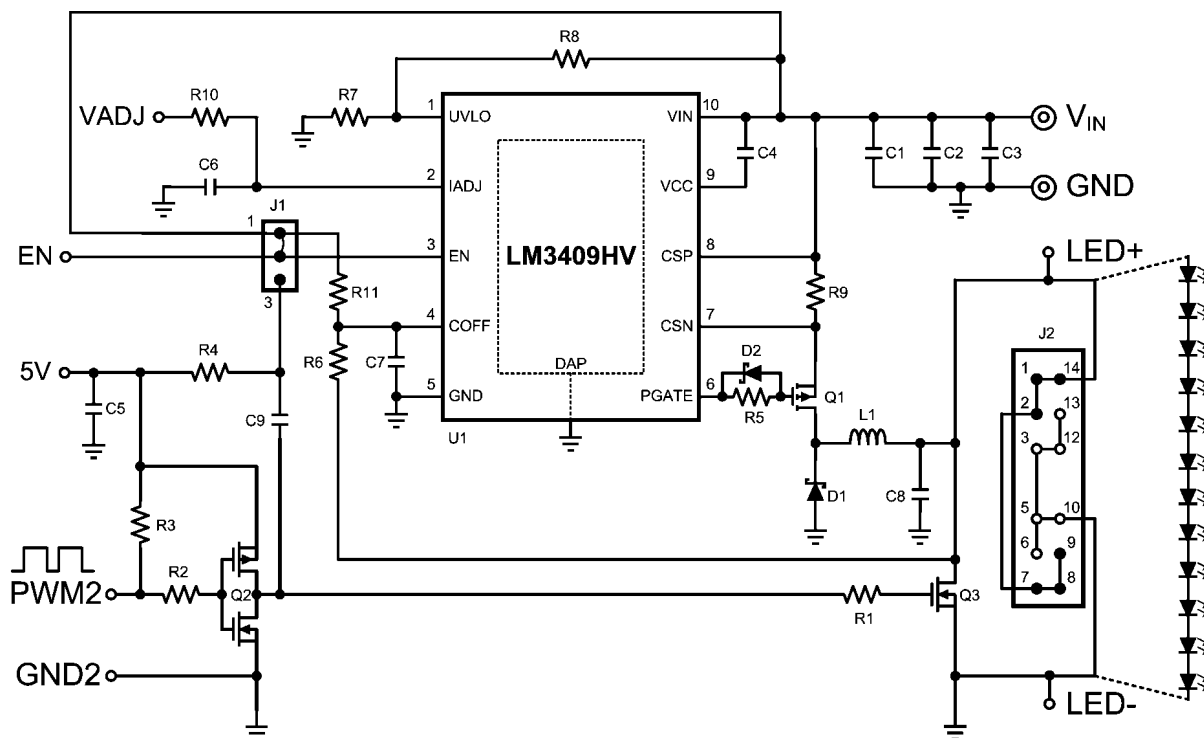 R8
VADJ
R10
R7
1
UVLO
VIN
10
V_IN
C4
C1
C2
C3
C6
2
IADJ
VCC
9
GND
J1
1
EN
3
EN
LM3409HV
CSP
8
LED+
3
R11
R9
4
COFF
CSN
7
J2
5V
R4
R6
C7
DAP
D2
1
14
C5
C9
5
GND
PGATE
6
R5
Q1
2
13
U1
L1
3
12
D1
C8
R3
5
10
6
9
PWM2
R2
Q2
R1
Q3
7
8
GND2
LED-